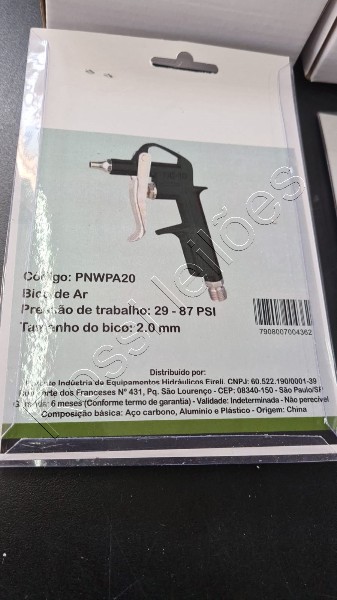 Código: PNWPA20
Bico de Ar
Pressão de trabalho: 29 - 87 PSI
Tamanho do bico: 2.0 mm
7908007004362
Distribuído por:
Indústria de Equipamentos Hidráulicos Eireli. CNPJ: 60.522.190/0001-39
Forte dos Franceses N° 431, Pq. São Lourenço - CEP: 08340-150 - São Paulo/SP
6 meses (Conforme termo de garantia) - Validade: Indeterminada - Não perecível
Composição básica: Aço carbono, Aluminio e Plástico - Origem: China
Rossi leilões